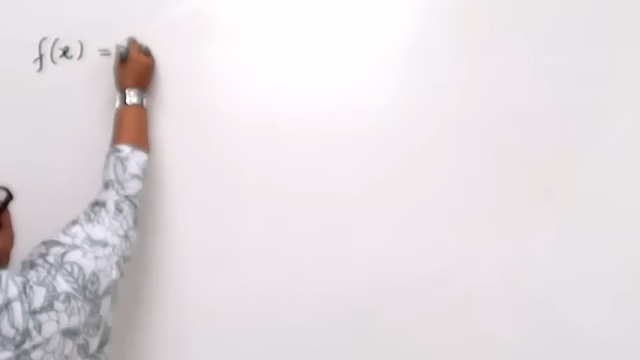 f(x) =